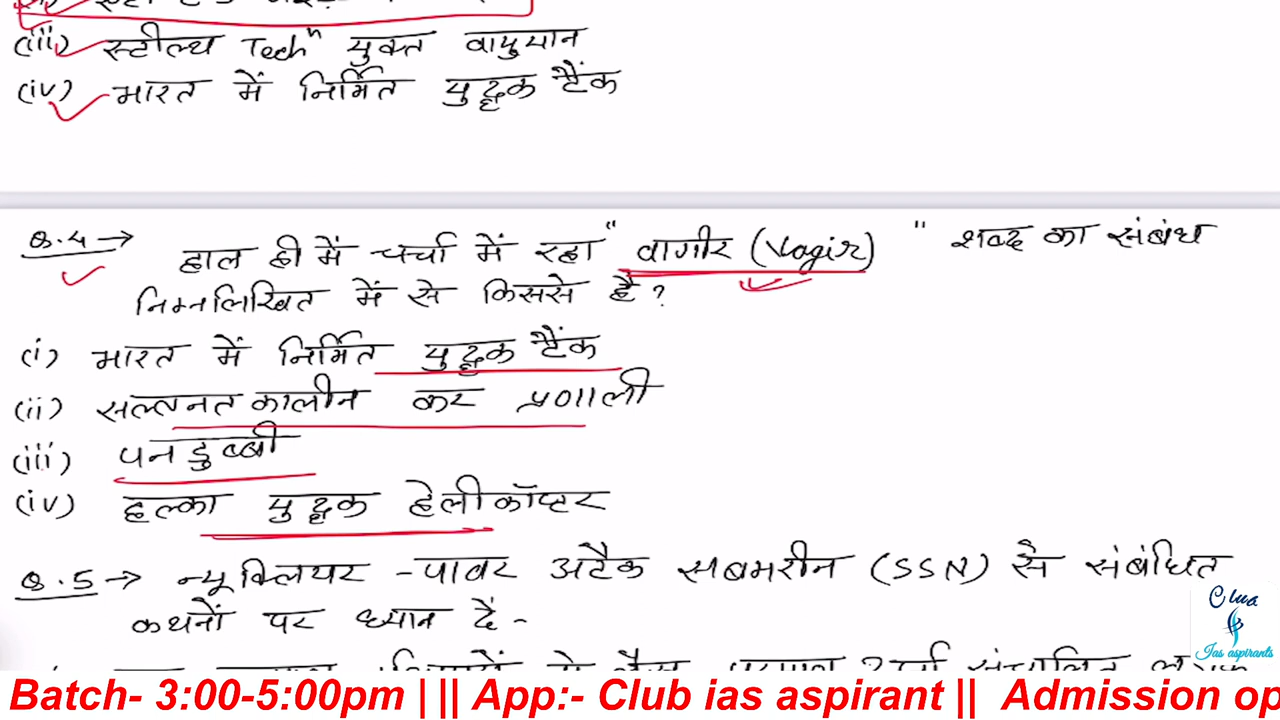 (iii) स्टील्थ Techⁿ युक्त वायुयान
(iv) भारत में निर्मित युद्धक टैंक
Q.4→ हाल ही में चर्चा में रहा "वागीर (Vagir) " शब्द का संबंध
निम्नलिखित में से किससे है?
(i) भारत में निर्मित युद्धक टैंक
(ii) सल्तनतकालीन कर प्रणाली
(iii) पनडुब्बी
(iv) हल्का युद्धक हेलीकॉप्टर
Q.5→ न्यूक्लियर -पावर अटैक सबमरीन (SSN) से संबंधित
कथनों पर ध्यान दें -
Clua
Ias aspirants
Batch- 3:00-5:00pm | || App:- Club ias aspirant || Admission op